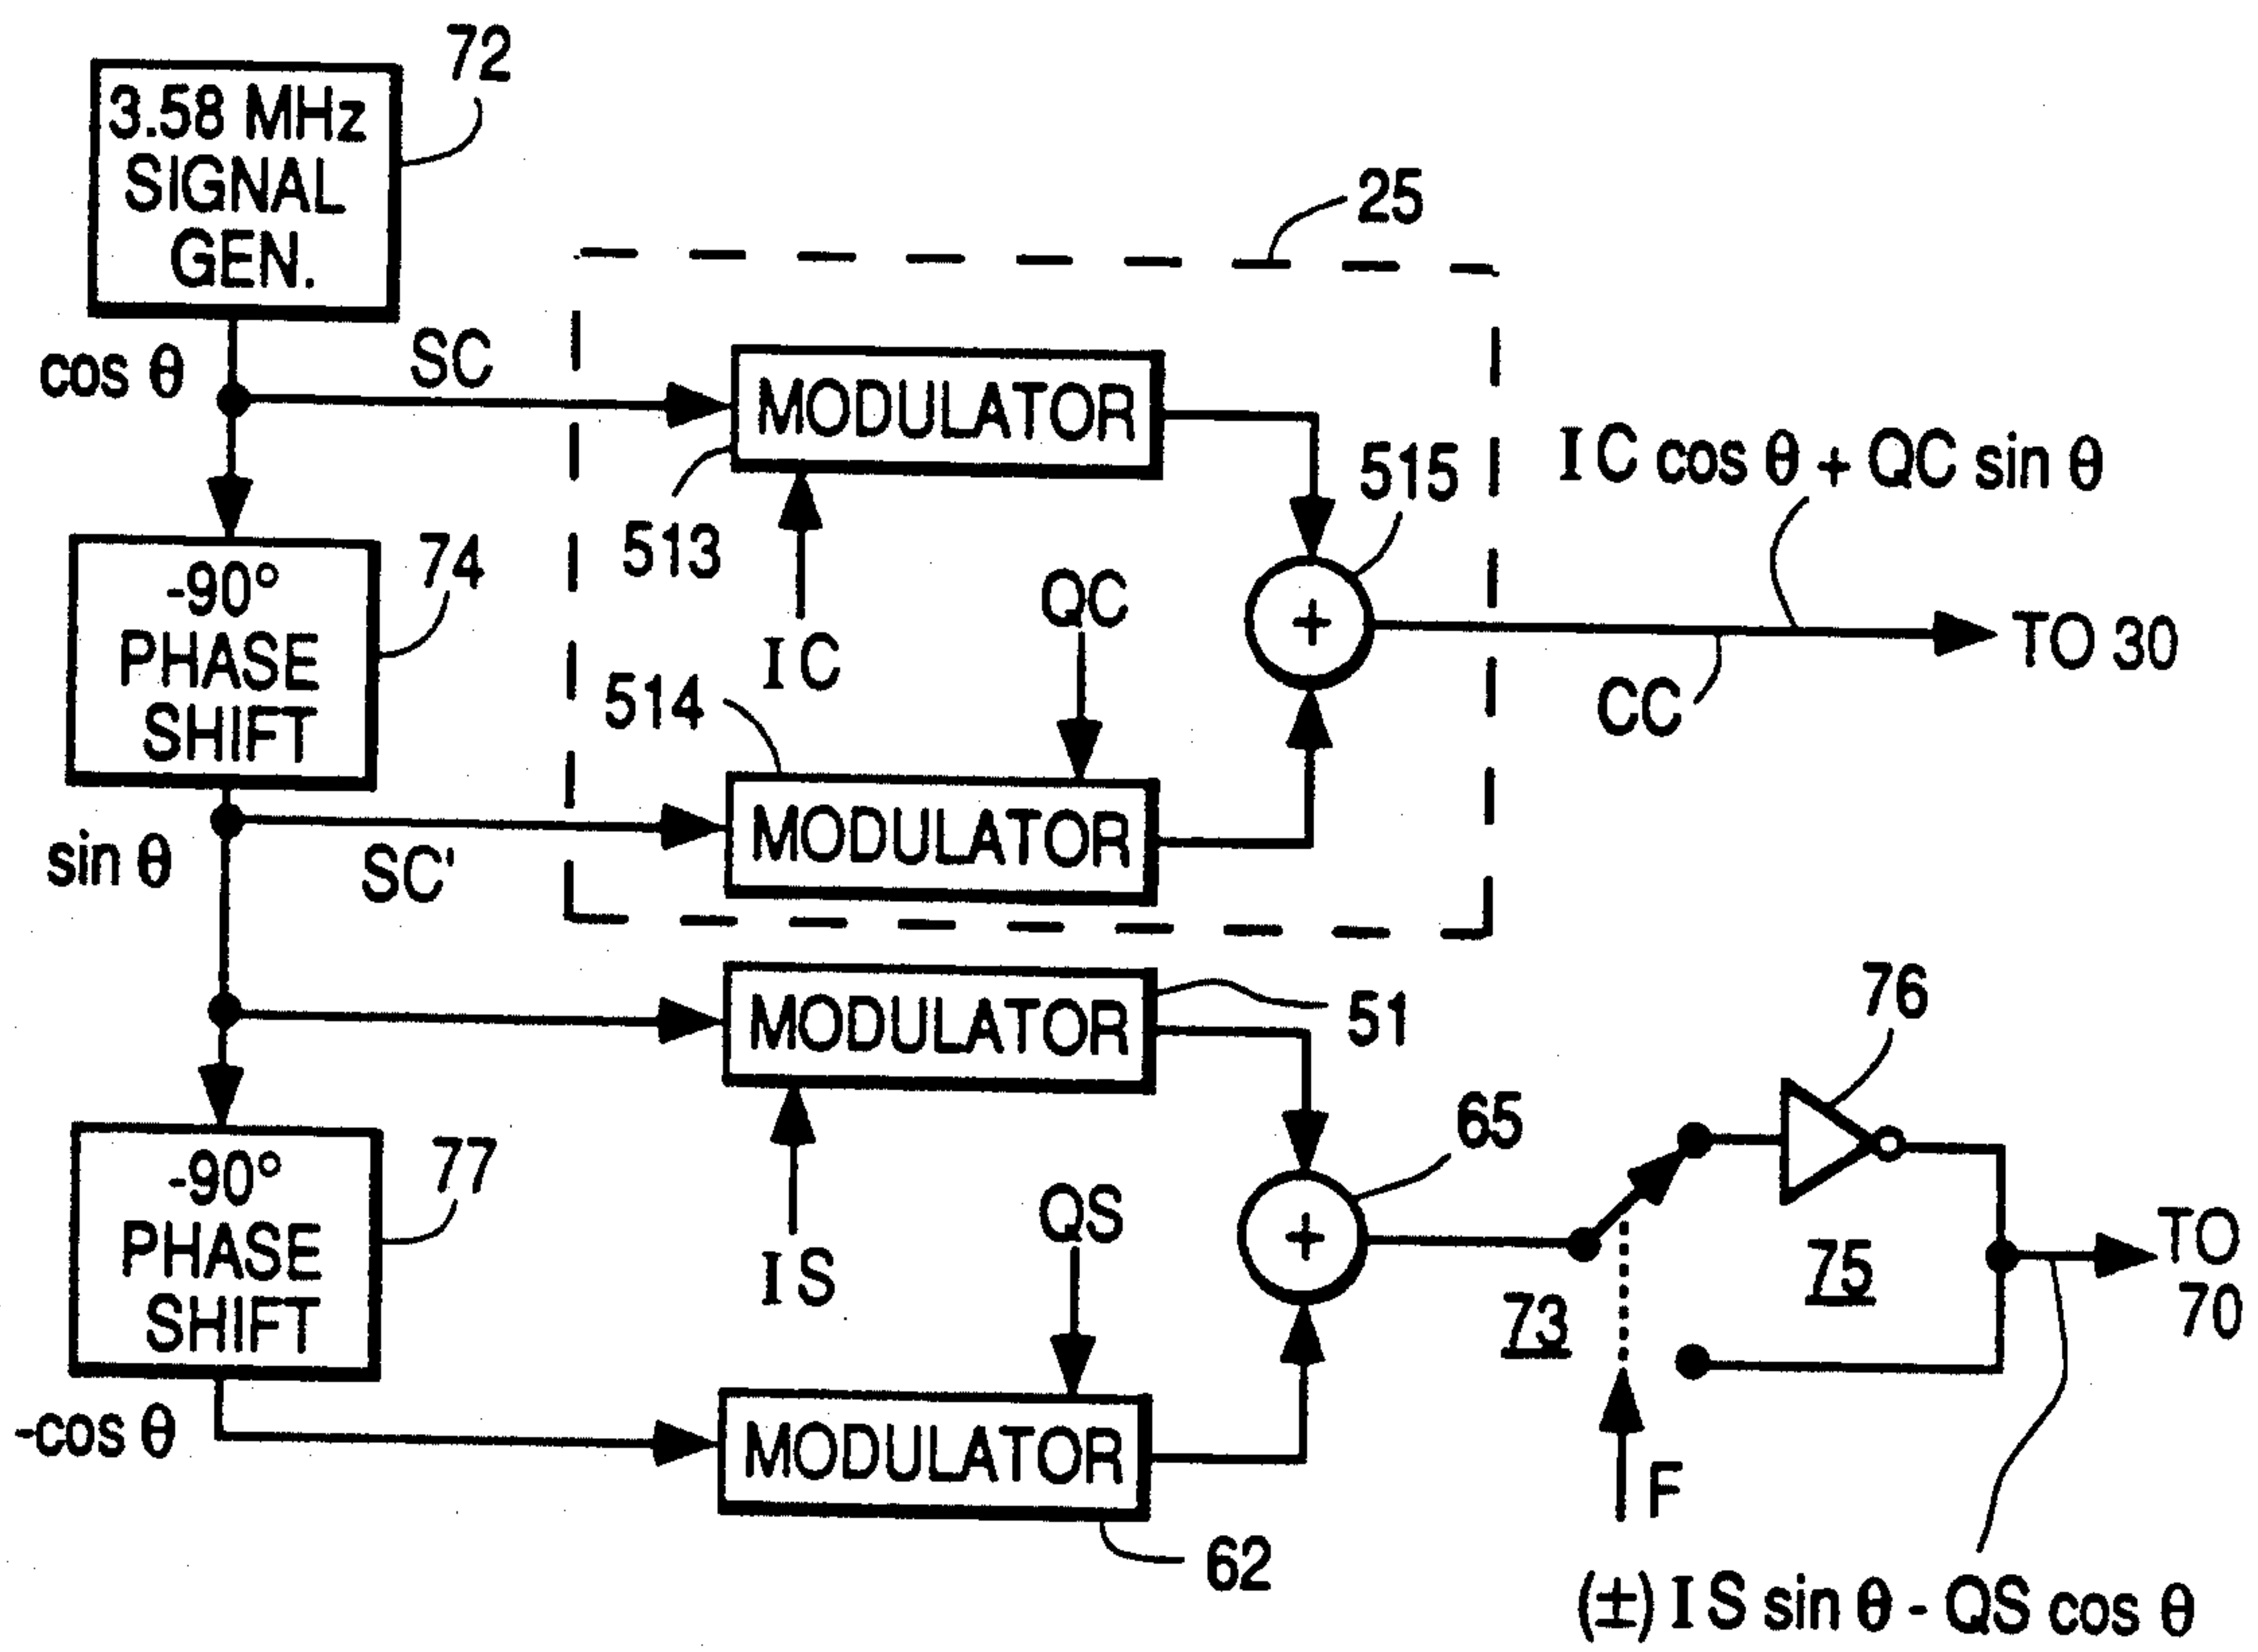 72
3.58 MHz
SIGNAL
GEN.
25
cos θ
SC
MODULATOR
515
IC cos θ + QC sin θ
513
-90°
PHASE
SHIFT
74
QC
IC
+
TO 30
CC
514
MODULATOR
sin θ
SC'
MODULATOR
51
76
-90°
PHASE
SHIFT
77
65
QS
IS
+
73
75
TO
70
-cos θ
MODULATOR
F
62
(±) IS sin θ - QS cos θ